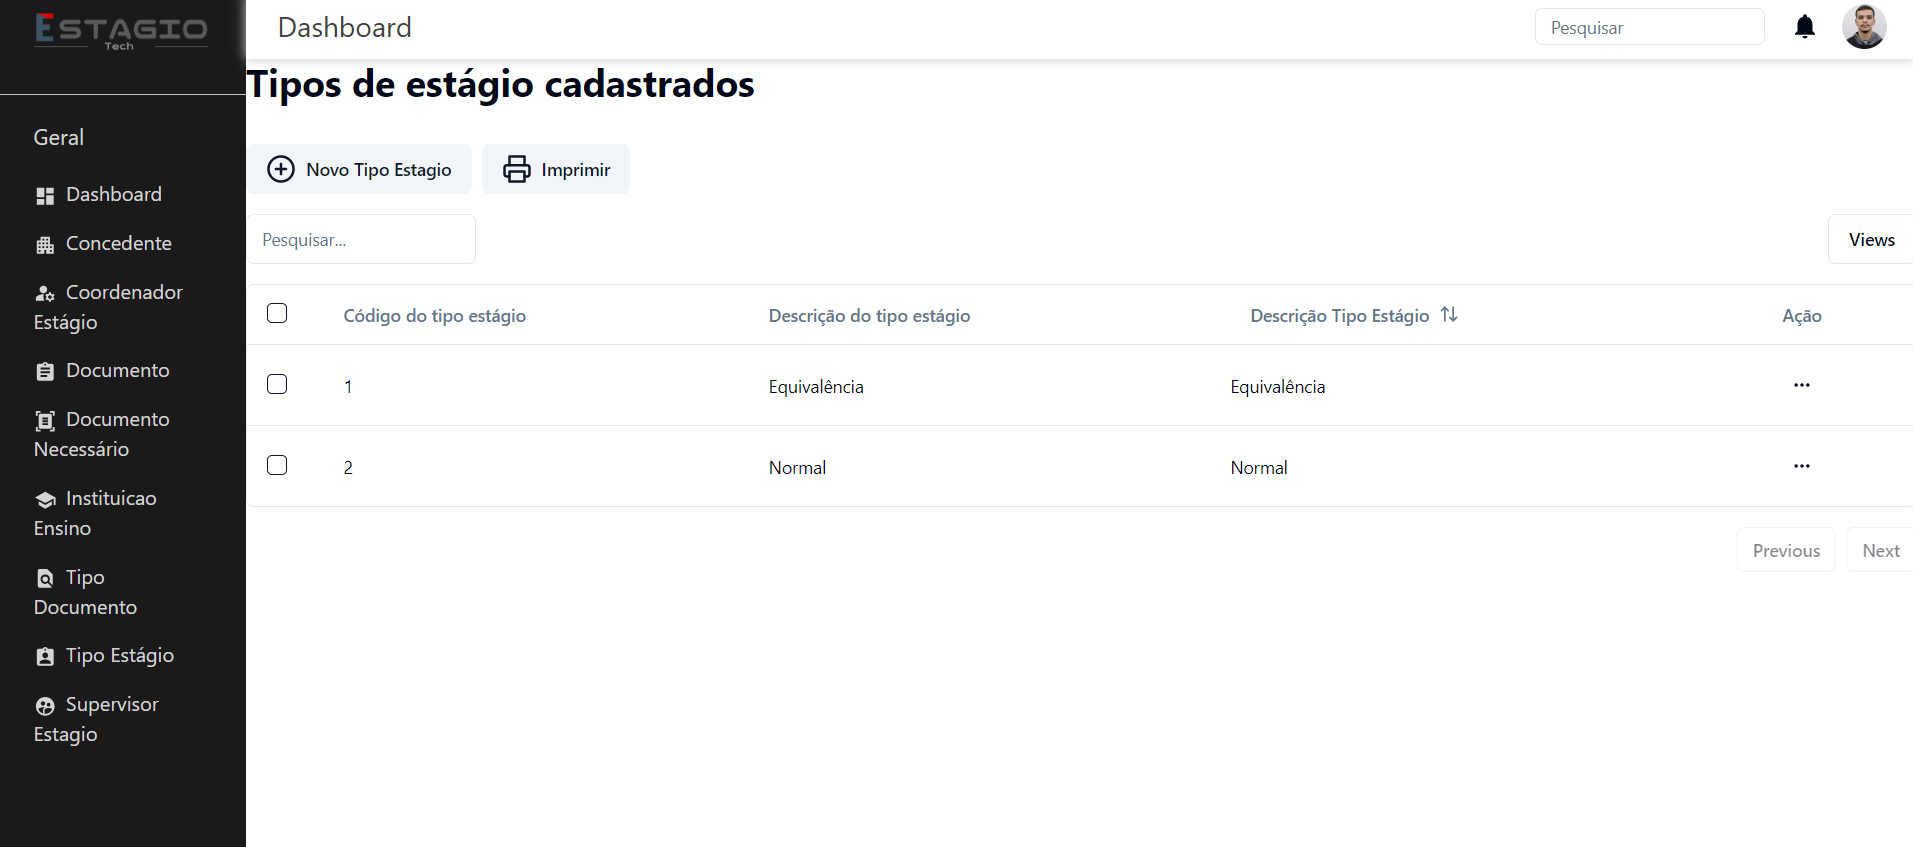 ESTAGIO
Tech
Dashboard
Pesquisar
Geral
Dashboard
Concedente
Coordenador
Estágio
Documento
Documento
Necessário
Instituicao
Ensino
Tipo
Documento
Tipo Estágio
Supervisor
Estagio
Tipos de estágio cadastrados
Novo Tipo Estagio
Imprimir
Pesquisar...
Views
Código do tipo estágio
Descrição do tipo estágio
Descrição Tipo Estágio
Ação
1
Equivalência
Equivalência
2
Normal
Normal
Previous
Next